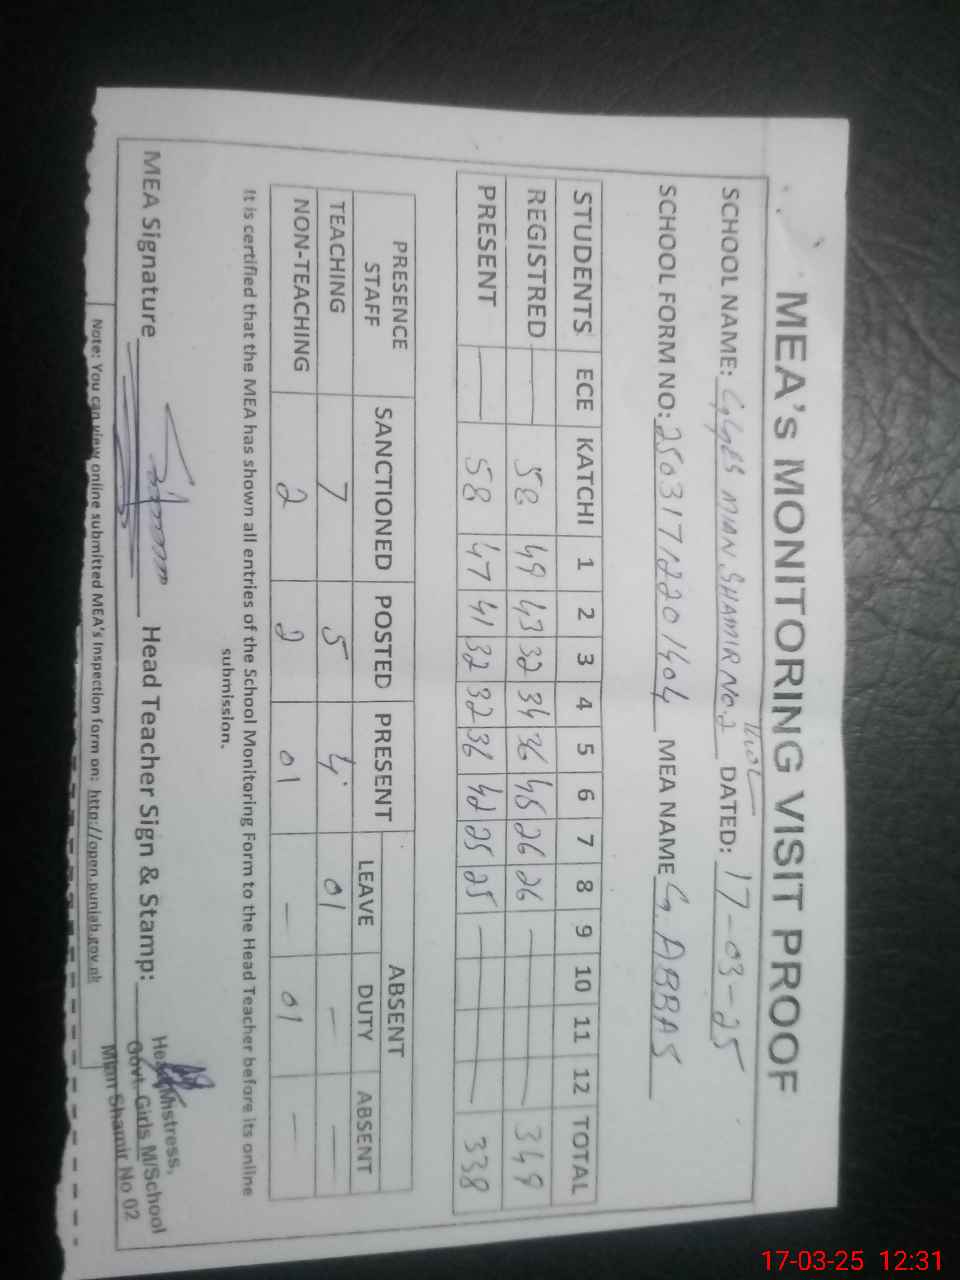 MEA's MONITORING VISIT PROOF
SCHOOL NAME: MIAN SHAMIR No. 2 DATED: 17-03-25
SCHOOL FORM NO: MEA NAME G. ABBAS
STUDENTS ECE KATCHI 1 2 3 4 5 6 7 8 9 10 11 12 TOTAL
REGISTRED — 58 49 43 32 34 36 45 26 26 — 349
PRESENT — 58 47 41 32 32 36 42 25 25 — 338
PRESENCE STAFF SANCTIONED POSTED PRESENT ABSENT
LEAVE DUTY ABSENT
TEACHING 7 5 4 01 — —
NON-TEACHING 2 2 01 — 01 —
It is certified that the MEA has shown all entries of the School Monitoring Form to the Head Teacher before its online
submission.
MEA Signature Head Teacher Sign & Stamp:
Headmistress,
Govt. Girls M/School
Mian Shamir No 02
Note: You can view online submitted MEA's Inspection form on: http://open.punjab.gov.pk
17-03-25 12:31